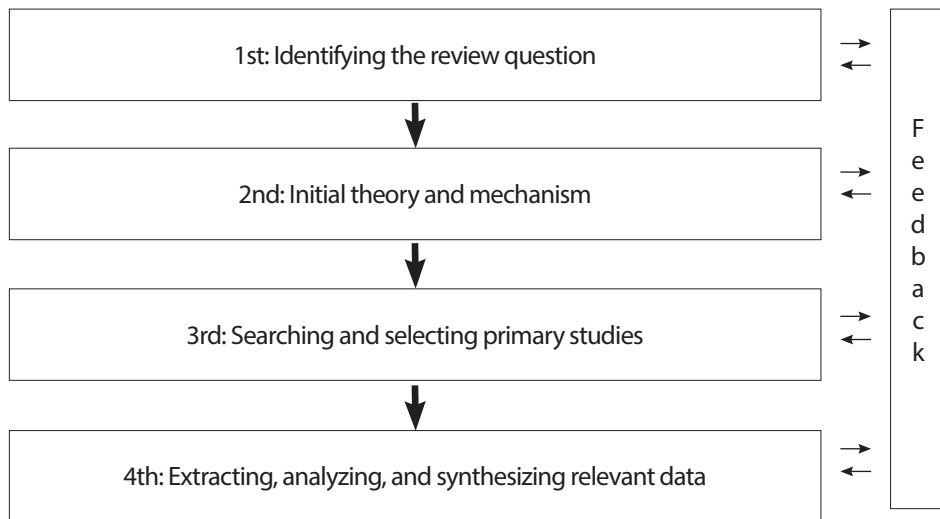 1st: Identifying the review question
2nd: Initial theory and mechanism
3rd: Searching and selecting primary studies
4th: Extracting, analyzing, and synthesizing relevant data
F
e
e
d
b
a
c
k